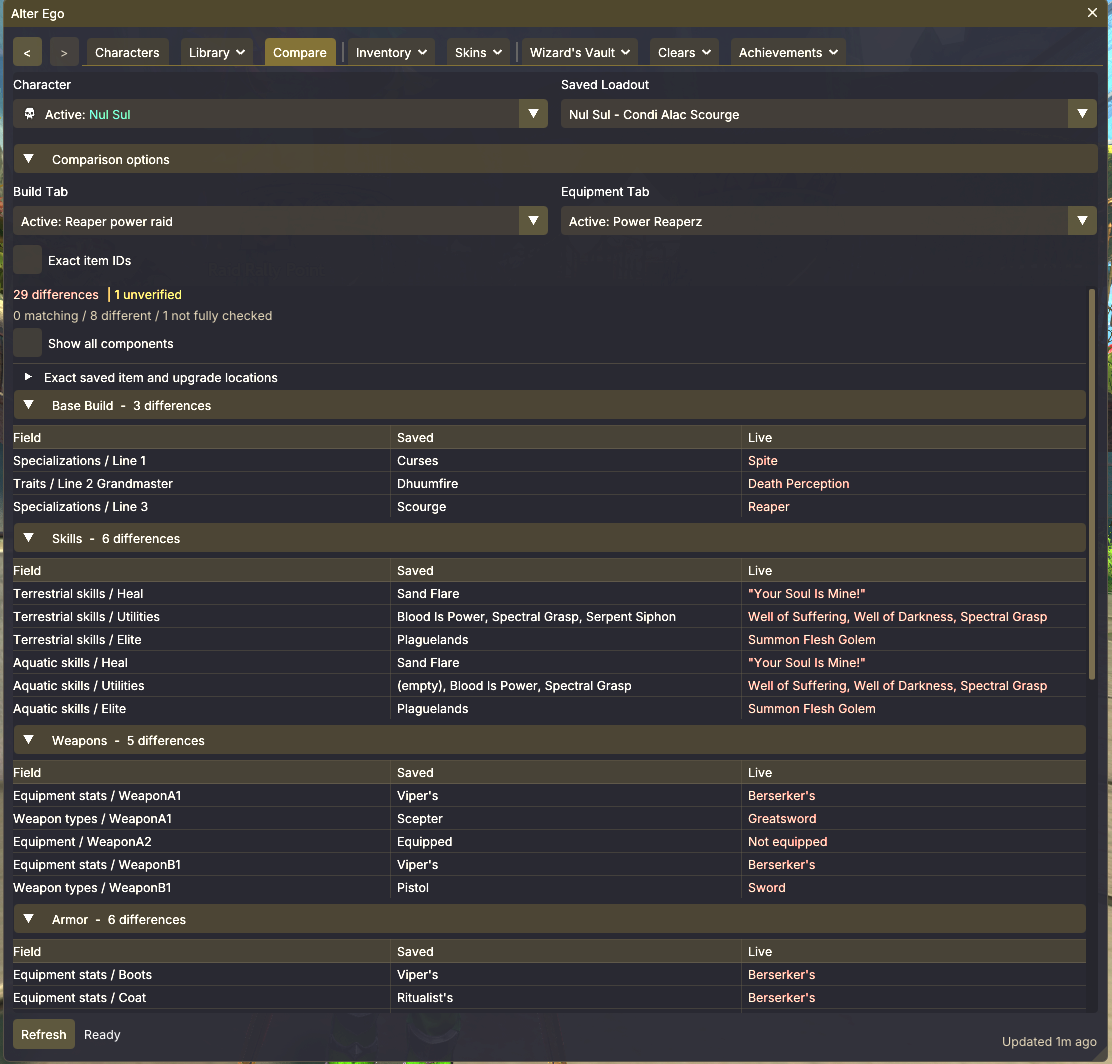 Alter Ego
< > Characters Library Compare Inventory Skins Wizard's Vault Clears Achievements
Character Saved Loadout
Active: Nul Sul Nul Sul - Condi Alac Scourge
Comparison options
Build Tab Equipment Tab
Active: Reaper power raid Active: Power Reaperz
Exact item IDs
29 differences | 1 unverified
0 matching / 8 different / 1 not fully checked
Show all components
Exact saved item and upgrade locations
Base Build - 3 differences
Field Saved Live
Specializations / Line 1 Curses Spite
Traits / Line 2 Grandmaster Dhuumfire Death Perception
Specializations / Line 3 Scourge Reaper
Skills - 6 differences
Field Saved Live
Terrestrial skills / Heal Sand Flare "Your Soul Is Mine!"
Terrestrial skills / Utilities Blood Is Power, Spectral Grasp, Serpent Siphon Well of Suffering, Well of Darkness, Spectral Grasp
Terrestrial skills / Elite Plaguelands Summon Flesh Golem
Aquatic skills / Heal Sand Flare "Your Soul Is Mine!"
Aquatic skills / Utilities (empty), Blood Is Power, Spectral Grasp Well of Suffering, Well of Darkness, Spectral Grasp
Aquatic skills / Elite Plaguelands Summon Flesh Golem
Weapons - 5 differences
Field Saved Live
Equipment stats / WeaponA1 Viper's Berserker's
Weapon types / WeaponA1 Scepter Greatsword
Equipment / WeaponA2 Equipped Not equipped
Equipment stats / WeaponB1 Viper's Berserker's
Weapon types / WeaponB1 Pistol Sword
Armor - 6 differences
Field Saved Live
Equipment stats / Boots Viper's Berserker's
Equipment stats / Coat Ritualist's Berserker's
Refresh Ready Updated 1m ago